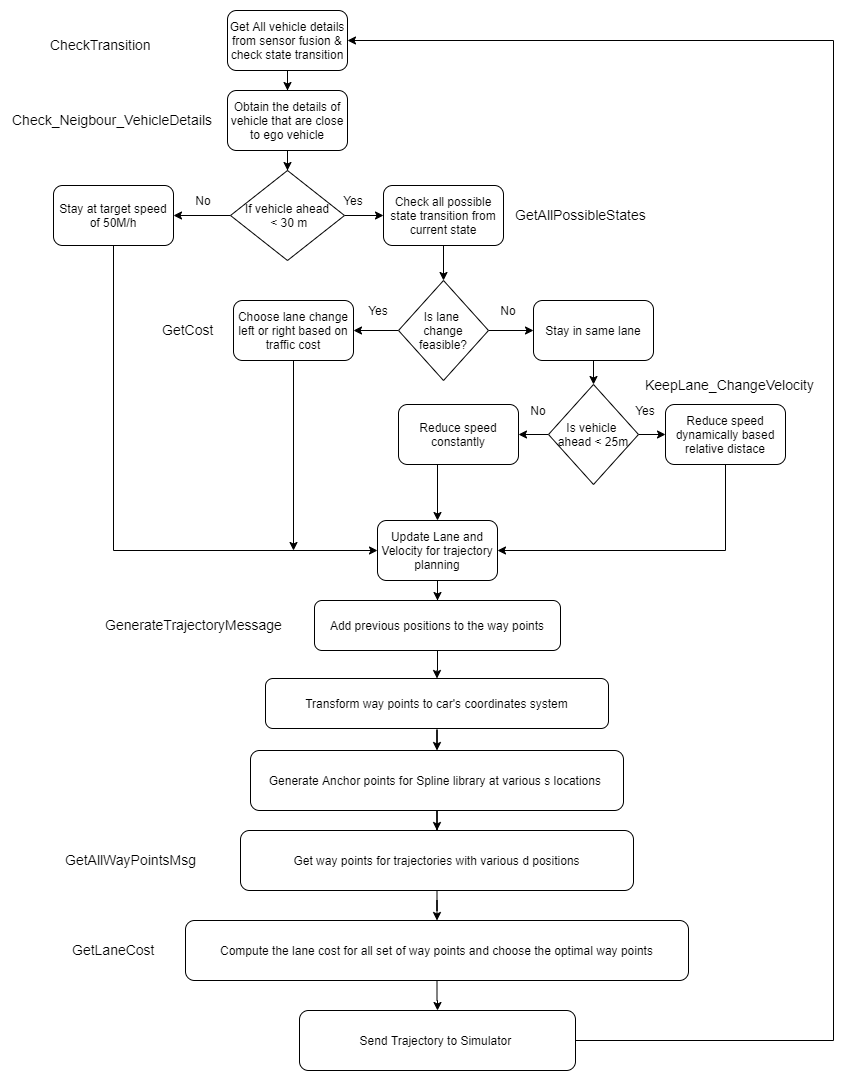 Get All vehicle details
from sensor fusion &
check state transition
CheckTransition
Check_Neigbour_VehicleDetails
Obtain the details of
vehicle that are close
to ego vehicle
Stay at target speed
of 50M/h
No
If vehicle ahead
< 30 m
Yes
Check all possible
state transition from
current state
GetAllPossibleStates
GetCost
Choose lane change
left or right based on
traffic cost
Yes
Is lane
change
feasible?
No
Stay in same lane
KeepLane_ChangeVelocity
Reduce speed
constantly
No
Is vehicle
ahead < 25m
Yes
Reduce speed
dynamically based
relative distace
Update Lane and
Velocity for trajectory
planning
GenerateTrajectoryMessage
Add previous positions to the way points
Transform way points to car's coordinates system
Generate Anchor points for Spline library at various s locations
GetAllWayPointsMsg
Get way points for trajectories with various d positions
GetLaneCost
Compute the lane cost for all set of way points and choose the optimal way points
Send Trajectory to Simulator